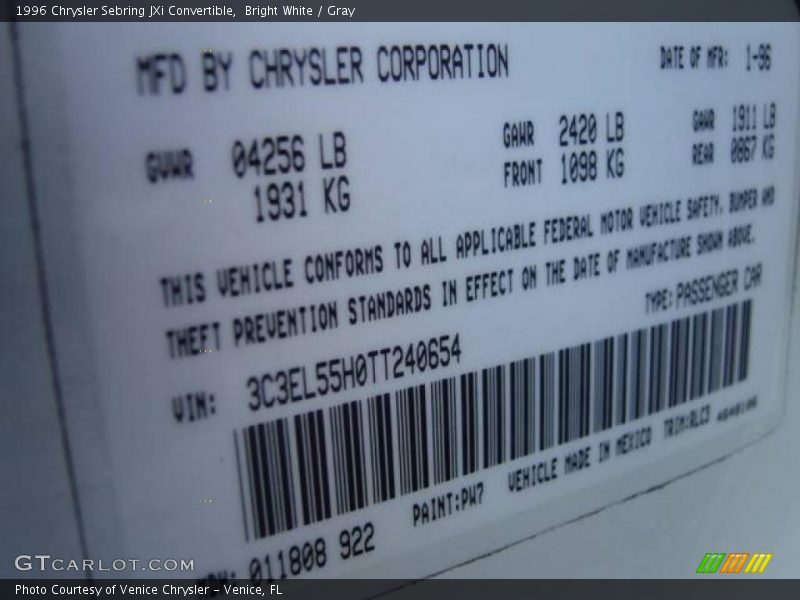 1996 Chrysler Sebring JXi Convertible,  Bright White / Gray
MFD BY CHRYSLER CORPORATION DATE OF MFR: 1-96
GVWR 04256 LB GAWR 2420 LB GAWR 1911 LB
1931 KG FRONT 1098 KG REAR 0867 KG
THIS VEHICLE CONFORMS TO ALL APPLICABLE FEDERAL MOTOR VEHICLE SAFETY, BUMPER AND
THEFT PREVENTION STANDARDS IN EFFECT ON THE DATE OF MANUFACTURE SHOWN ABOVE.
VIN: 3C3EL55H0TT240654 TYPE: PASSENGER CAR
PAINT:PW7 VEHICLE MADE IN MEXICO TRIM:RLC3
011808 922
GTCARLOT.COM
Photo Courtesy of Venice Chrysler - Venice, FL